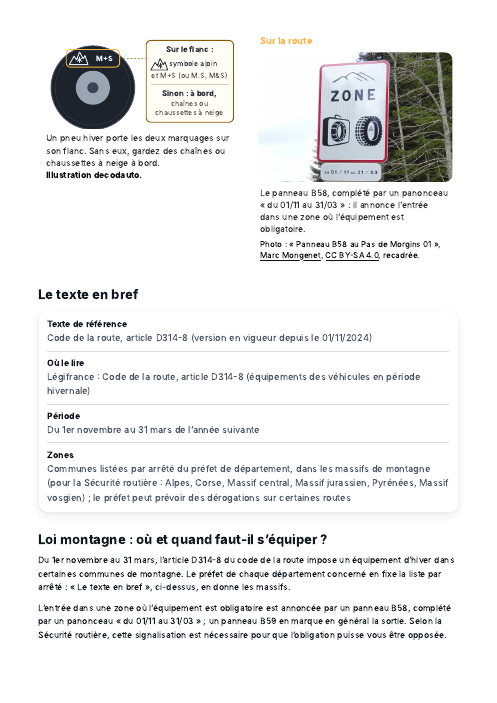 M+S
Sur le flanc :
symbole alpin
et M+S (ou M.S, M&S)
Sinon : à bord,
chaînes ou
chaussettes à neige
Un pneu hiver porte les deux marquages sur
son flanc. Sans eux, gardez des chaînes ou
chaussettes à neige à bord.
Illustration decodauto.
Sur la route
ZONE
DU 01 / 11 AU 31 / 03
Le panneau B58, complété par un panonceau
« du 01/11 au 31/03 » : il annonce l'entrée
dans une zone où l'équipement est
obligatoire.
Photo : « Panneau B58 au Pas de Morgins 01 »,
Marc Mongenet, CC BY-SA 4.0, recadrée.
Le texte en bref
Texte de référence
Code de la route, article D314-8 (version en vigueur depuis le 01/11/2024)
Où le lire
Légifrance : Code de la route, article D314-8 (équipements des véhicules en période
hivernale)
Période
Du 1er novembre au 31 mars de l'année suivante
Zones
Communes listées par arrêté du préfet de département, dans les massifs de montagne
(pour la Sécurité routière : Alpes, Corse, Massif central, Massif jurassien, Pyrénées, Massif
vosgien) ; le préfet peut prévoir des dérogations sur certaines routes
Loi montagne : où et quand faut-il s'équiper ?
Du 1er novembre au 31 mars, l'article D314-8 du code de la route impose un équipement d'hiver dans
certaines communes de montagne. Le préfet de chaque département concerné en fixe la liste par
arrêté : « Le texte en bref », ci-dessus, en donne les massifs.
L'entrée dans une zone où l'équipement est obligatoire est annoncée par un panneau B58, complété
par un panonceau « du 01/11 au 31/03 » ; un panneau B59 en marque en général la sortie. Selon la
Sécurité routière, cette signalisation est nécessaire pour que l'obligation puisse vous être opposée.